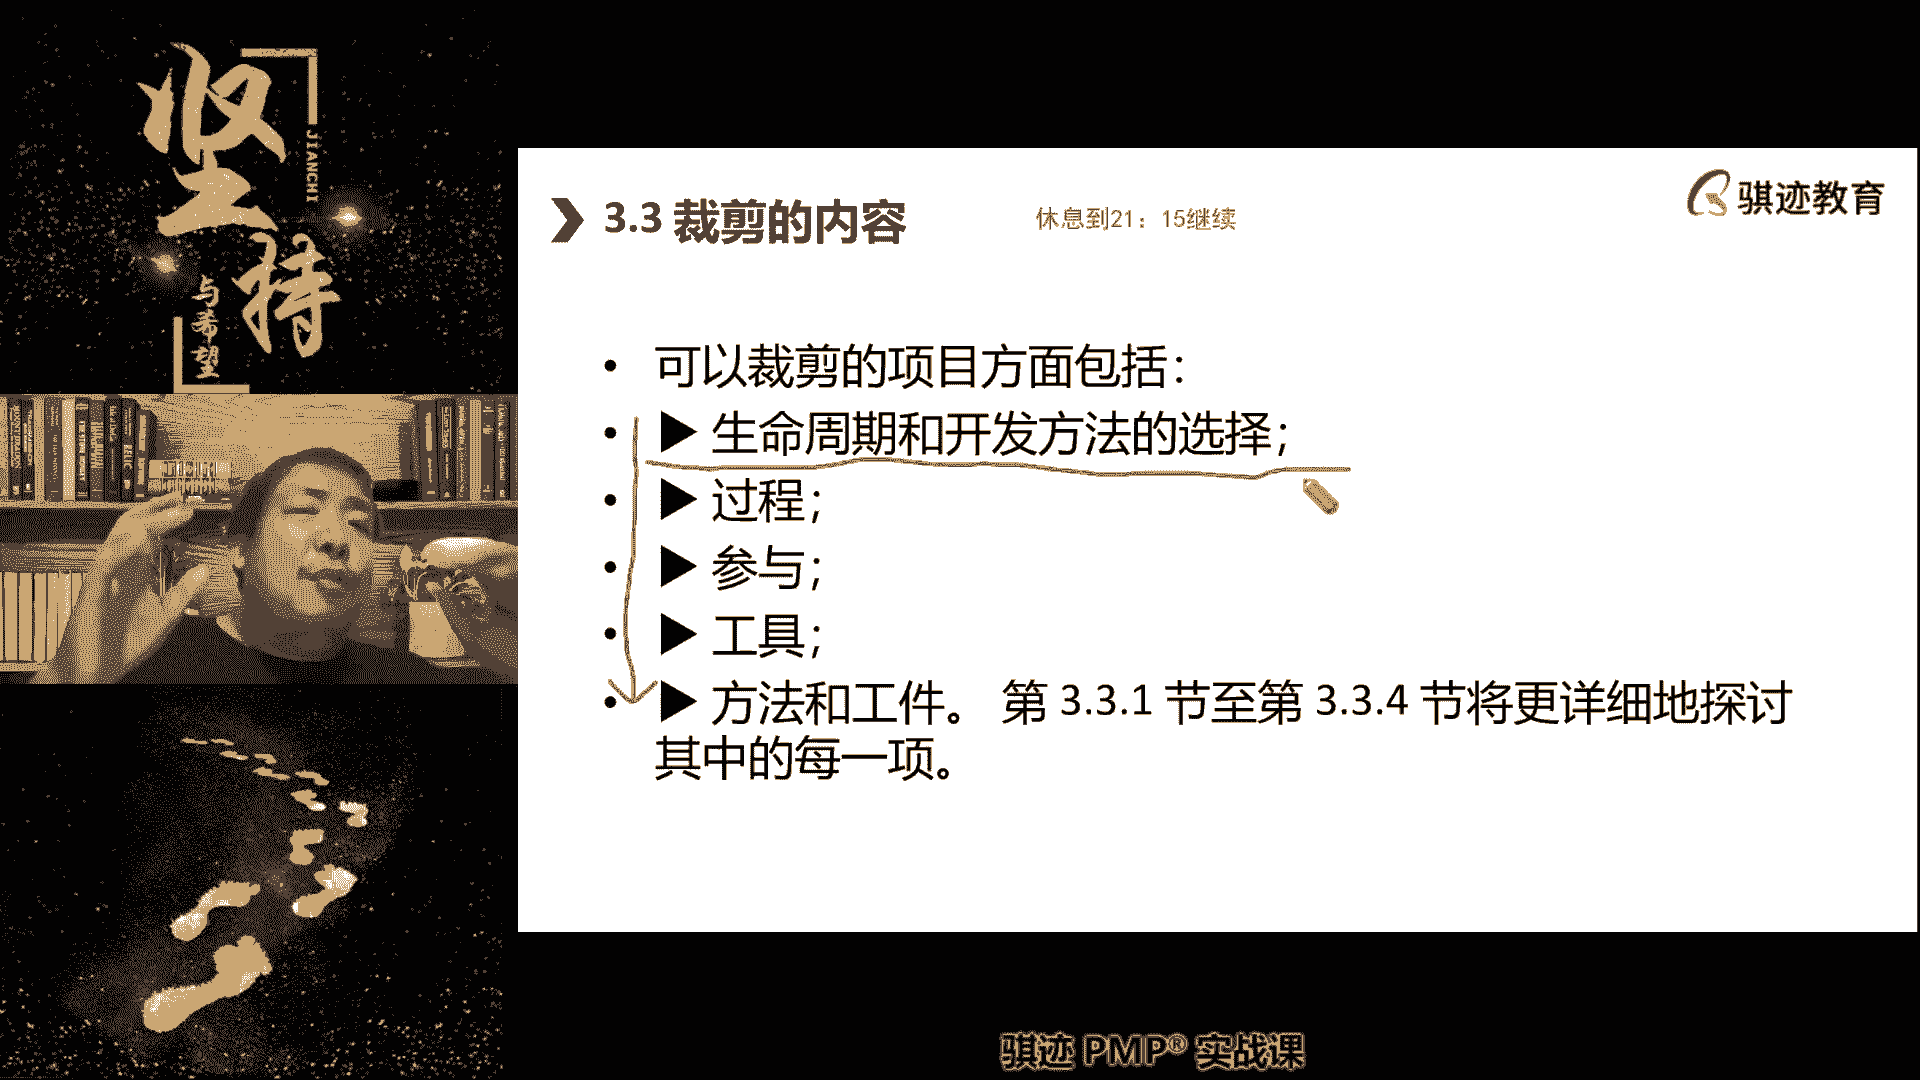 坚持
JIANCHI
与希望
3.3 裁剪的内容
休息到21：15继续
骐迹教育
• 可以裁剪的项目方面包括：
• ▶ 生命周期和开发方法的选择；
• ▶ 过程；
• ▶ 参与；
• ▶ 工具；
• ▶ 方法和工件。 第 3.3.1 节至第 3.3.4 节将更详细地探讨
其中的每一项。
骐迹 PMP® 实战课